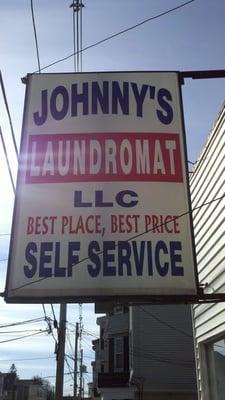 JOHNNY'S
LAUNDROMAT
LLC
BEST PLACE, BEST PRICE
SELF SERVICE